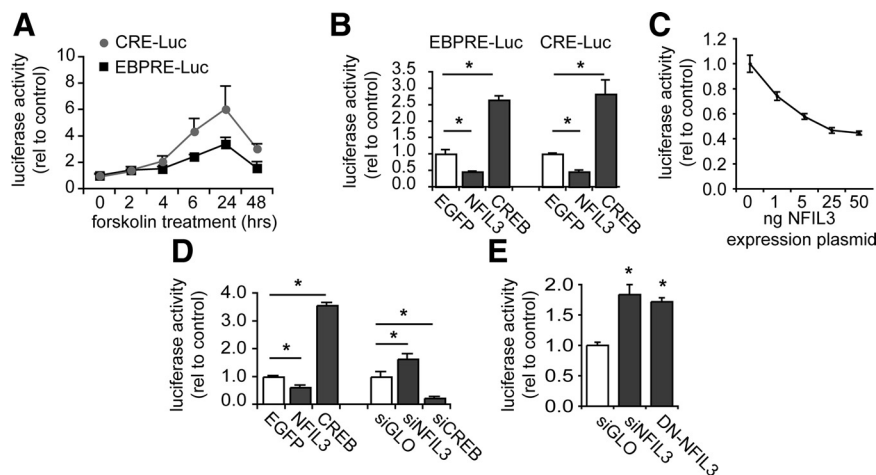 A
CRE-Luc
EBPRE-Luc
luciferase activity
(rel to control)
10
8
6
4
2
0
0 2 4 6 24 48
forskolin treatment (hrs)
B
EBPRE-Luc CRE-Luc
luciferase activity
(rel to control)
3.5
3.0
2.5
2.0
1.5
1.0
0.5
0.0
* * * *
EGFP NFIL3 CREB EGFP NFIL3 CREB
C
luciferase activity
(rel to control)
1.2
1.0
0.8
0.6
0.4
0.2
0.0
0 1 5 25 50
ng NFIL3
expression plasmid
D
luciferase activity
(rel to control)
4.0
3.0
2.0
1.0
0.0
* * * *
EGFP NFIL3 CREB siGLO siNFIL3 siCREB
E
luciferase activity
(rel to control)
2.0
1.5
1.0
0.5
0.0
* *
siGLO siNFIL3 DN-NFIL3